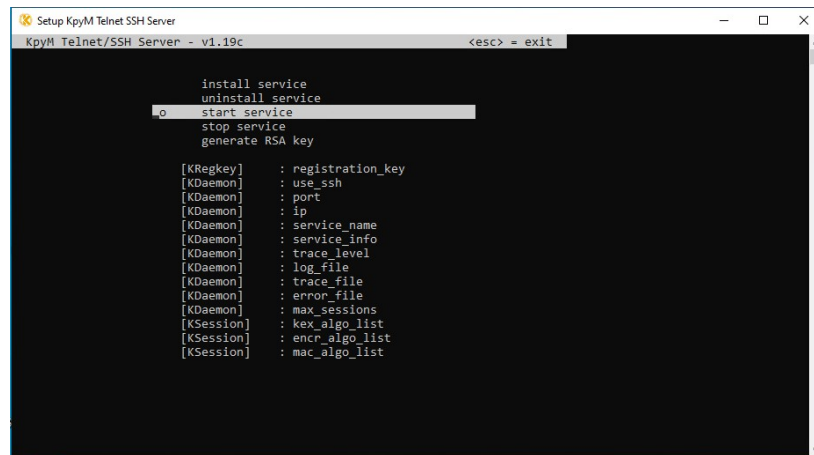 Setup KpyM Telnet SSH Server
KpyM Telnet/SSH Server - v1.19c <esc> = exit
install service
uninstall service
o start service
stop service
generate RSA key
[KRegkey] : registration_key
[KDaemon] : use_ssh
[KDaemon] : port
[KDaemon] : ip
[KDaemon] : service_name
[KDaemon] : service_info
[KDaemon] : trace_level
[KDaemon] : log_file
[KDaemon] : trace_file
[KDaemon] : error_file
[KDaemon] : max_sessions
[KSession] : kex_algo_list
[KSession] : encr_algo_list
[KSession] : mac_algo_list